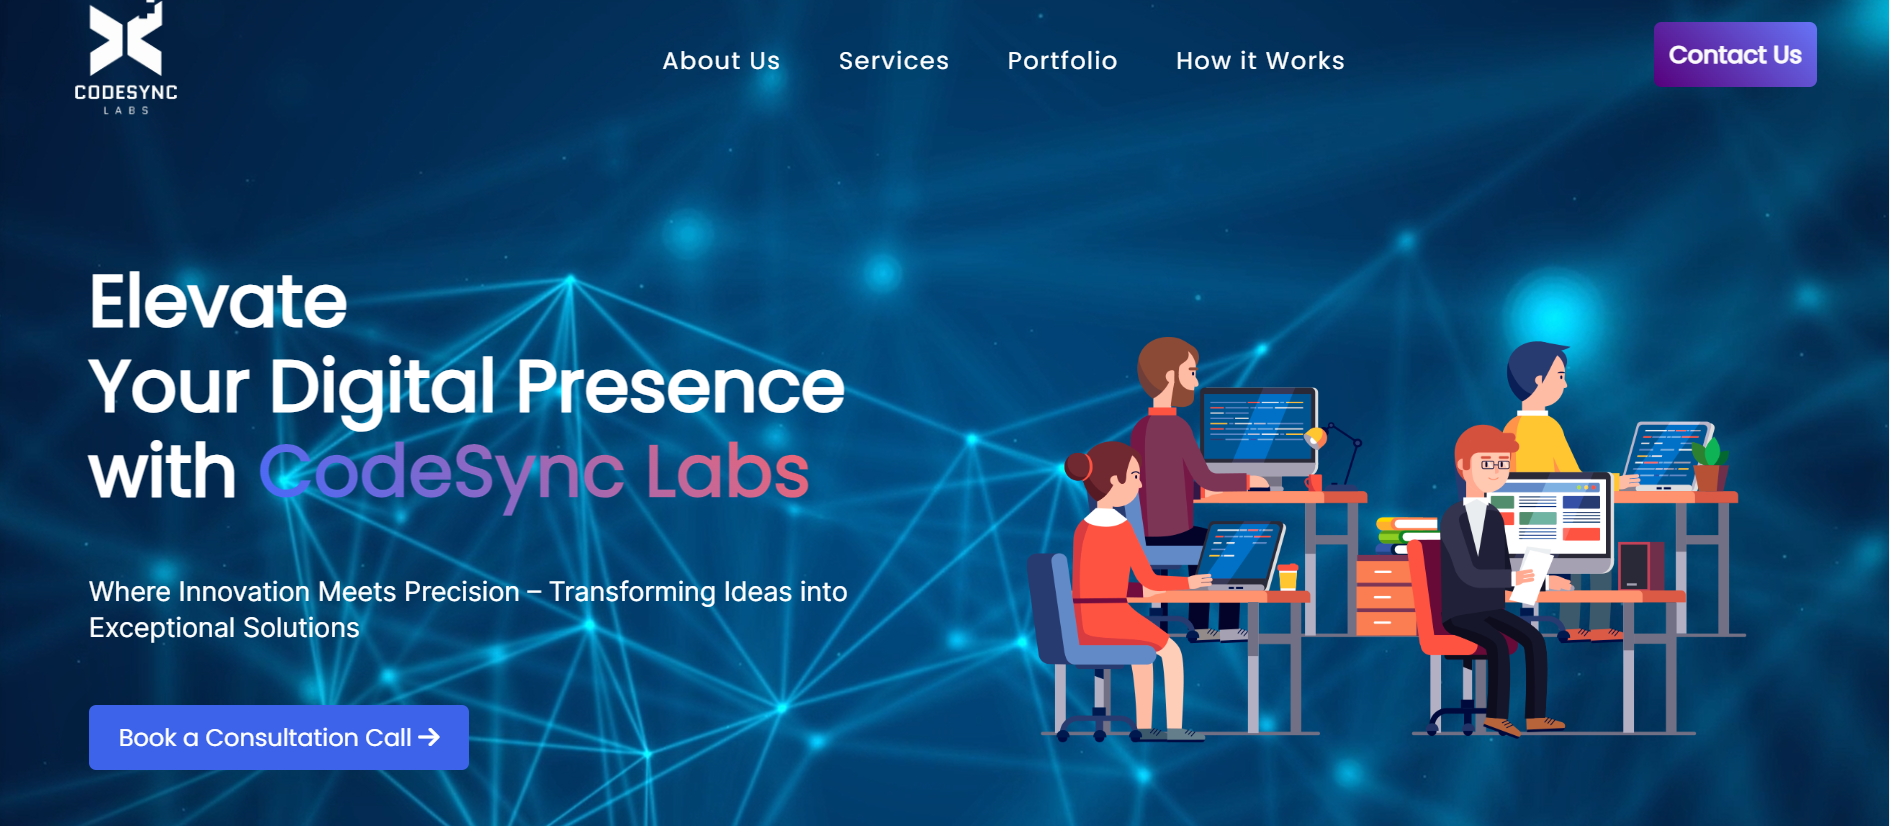 CODESYNC
LABS
About Us
Services
Portfolio
How it Works
Contact Us
Elevate
Your Digital Presence
with CodeSync Labs
Where Innovation Meets Precision – Transforming Ideas into
Exceptional Solutions
Book a Consultation Call →